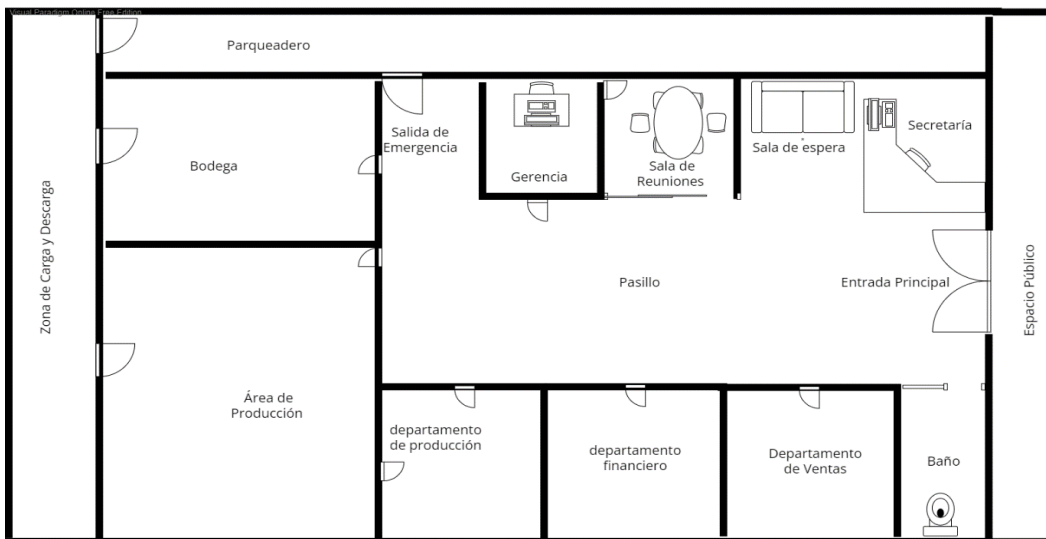 Visual Paradigm Online Free Edition
Parqueadero
Salida de
Emergencia
Bodega
Gerencia
Sala de
Reuniones
Sala de espera
Secretaría
Zona de Carga y Descarga
Pasillo
Entrada Principal
Espacio Público
Área de
Producción
departamento
de producción
departamento
financiero
Departamento
de Ventas
Baño